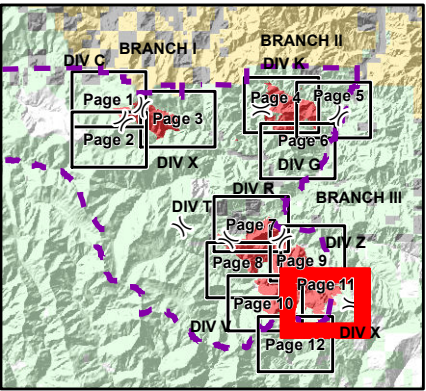 BRANCH I
BRANCH II
DIV C
DIV K
Page 1
Page 4
Page 5
Page 3
Page 2
Page 6
DIV X
DIV G
DIV R
DIV T
BRANCH III
Page 7
DIV Z
Page 8
Page 9
Page 11
Page 10
DIV V
DIV X
Page 12